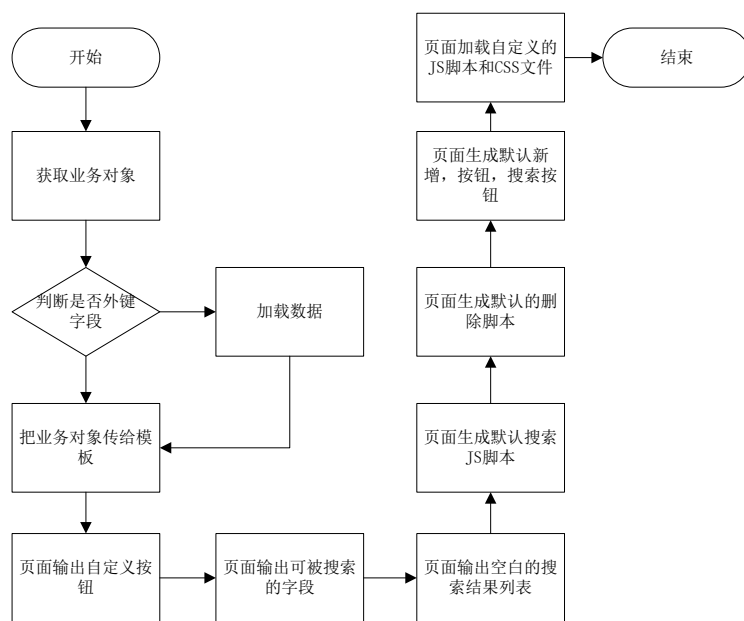 开始
获取业务对象
判断是否外键
字段
加载数据
把业务对象传给模
板
页面输出自定义按
钮
页面输出可被搜索
的字段
页面输出空白的搜
索结果列表
页面生成默认搜索
JS脚本
页面生成默认的删
除脚本
页面生成默认新
增，按钮，搜索按
钮
页面加载自定义的
JS脚本和CSS文件
结束